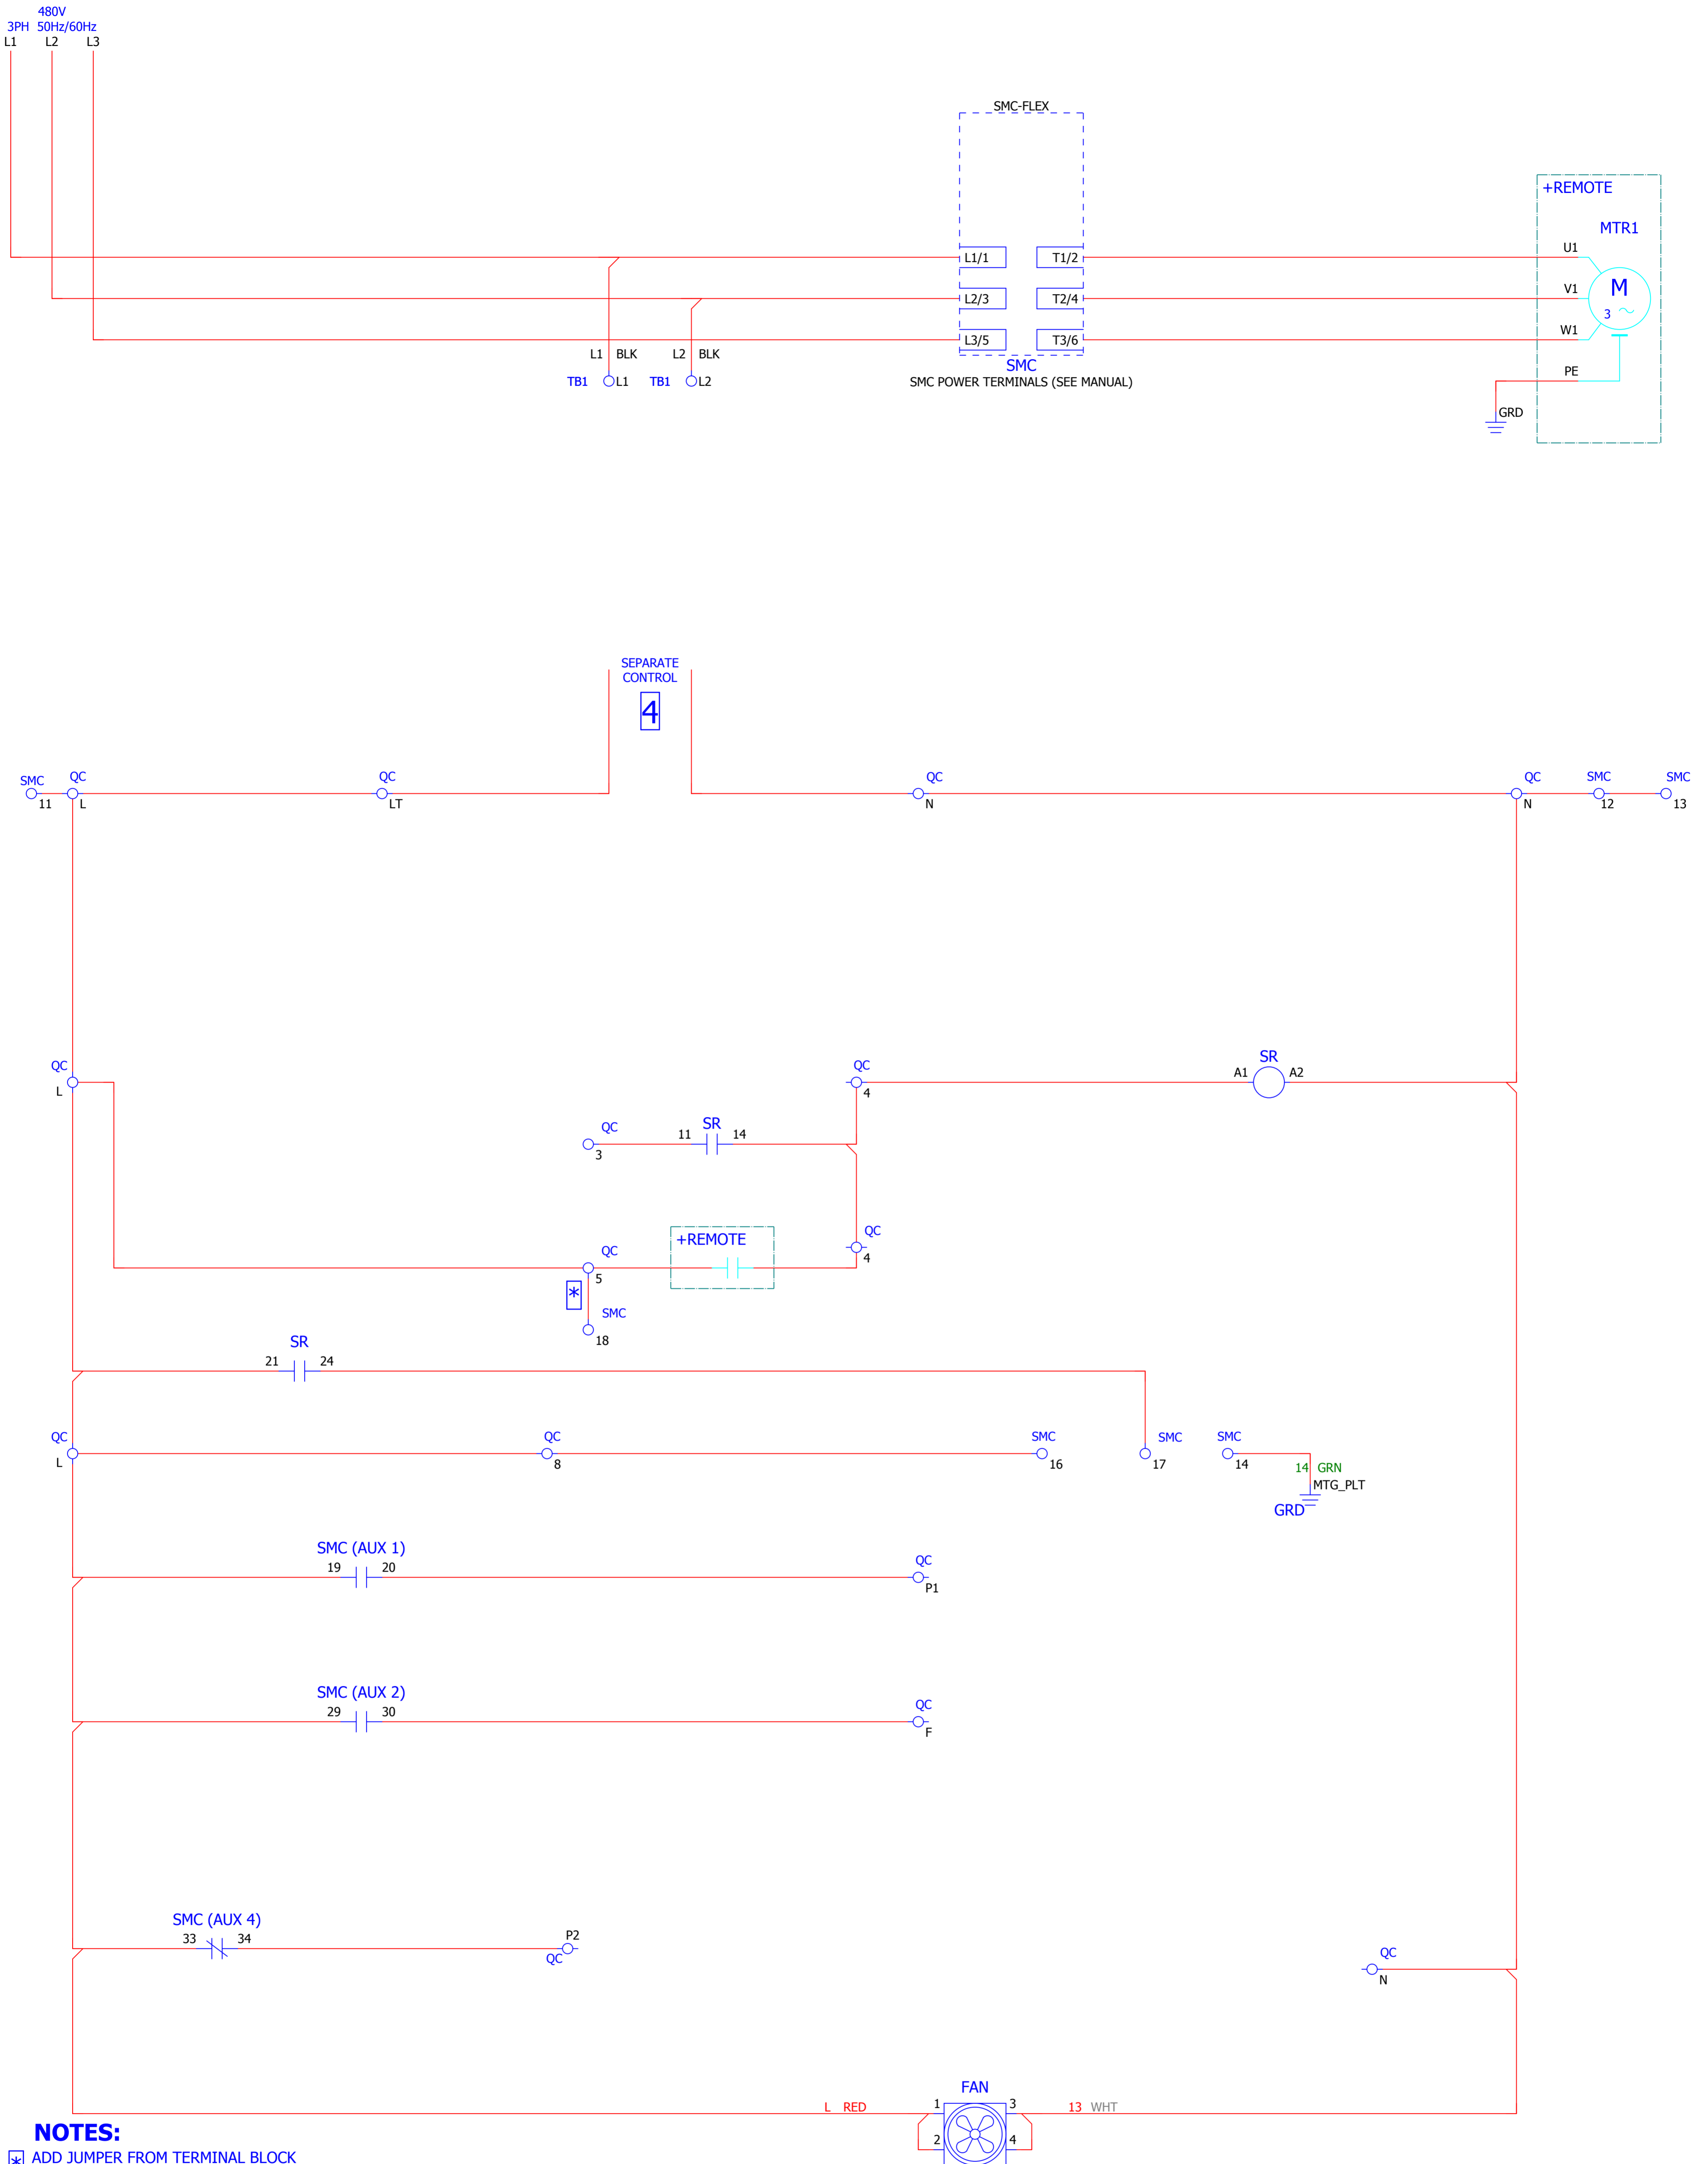 480V
3PH 50Hz/60Hz
L1 L2 L3
SMC-FLEX
+REMOTE
MTR1
L1/1 T1/2 U1
M
3
L2/3 T2/4 V1
L3/5 T3/6 W1
L1 BLK L2 BLK
SMC
TB1 L1 TB1 L2
SMC POWER TERMINALS (SEE MANUAL)
PE
GRD
SEPARATE
CONTROL
4
SMC QC QC QC QC SMC SMC
11 L LT N N 12 13
QC QC SR
L 4 A1 A2
QC SR
3 11 14
QC +REMOTE QC
5 4
*
SMC
18
SR
21 24
QC QC SMC SMC SMC
L 8 16 17 14
14 GRN
MTG_PLT
GRD
SMC (AUX 1)
19 20 QC
P1
SMC (AUX 2)
29 30 QC
F
SMC (AUX 4)
33 34 P2
QC
QC
N
FAN
L RED 1 3 13 WHT
2 4
NOTES:
* ADD JUMPER FROM TERMINAL BLOCK